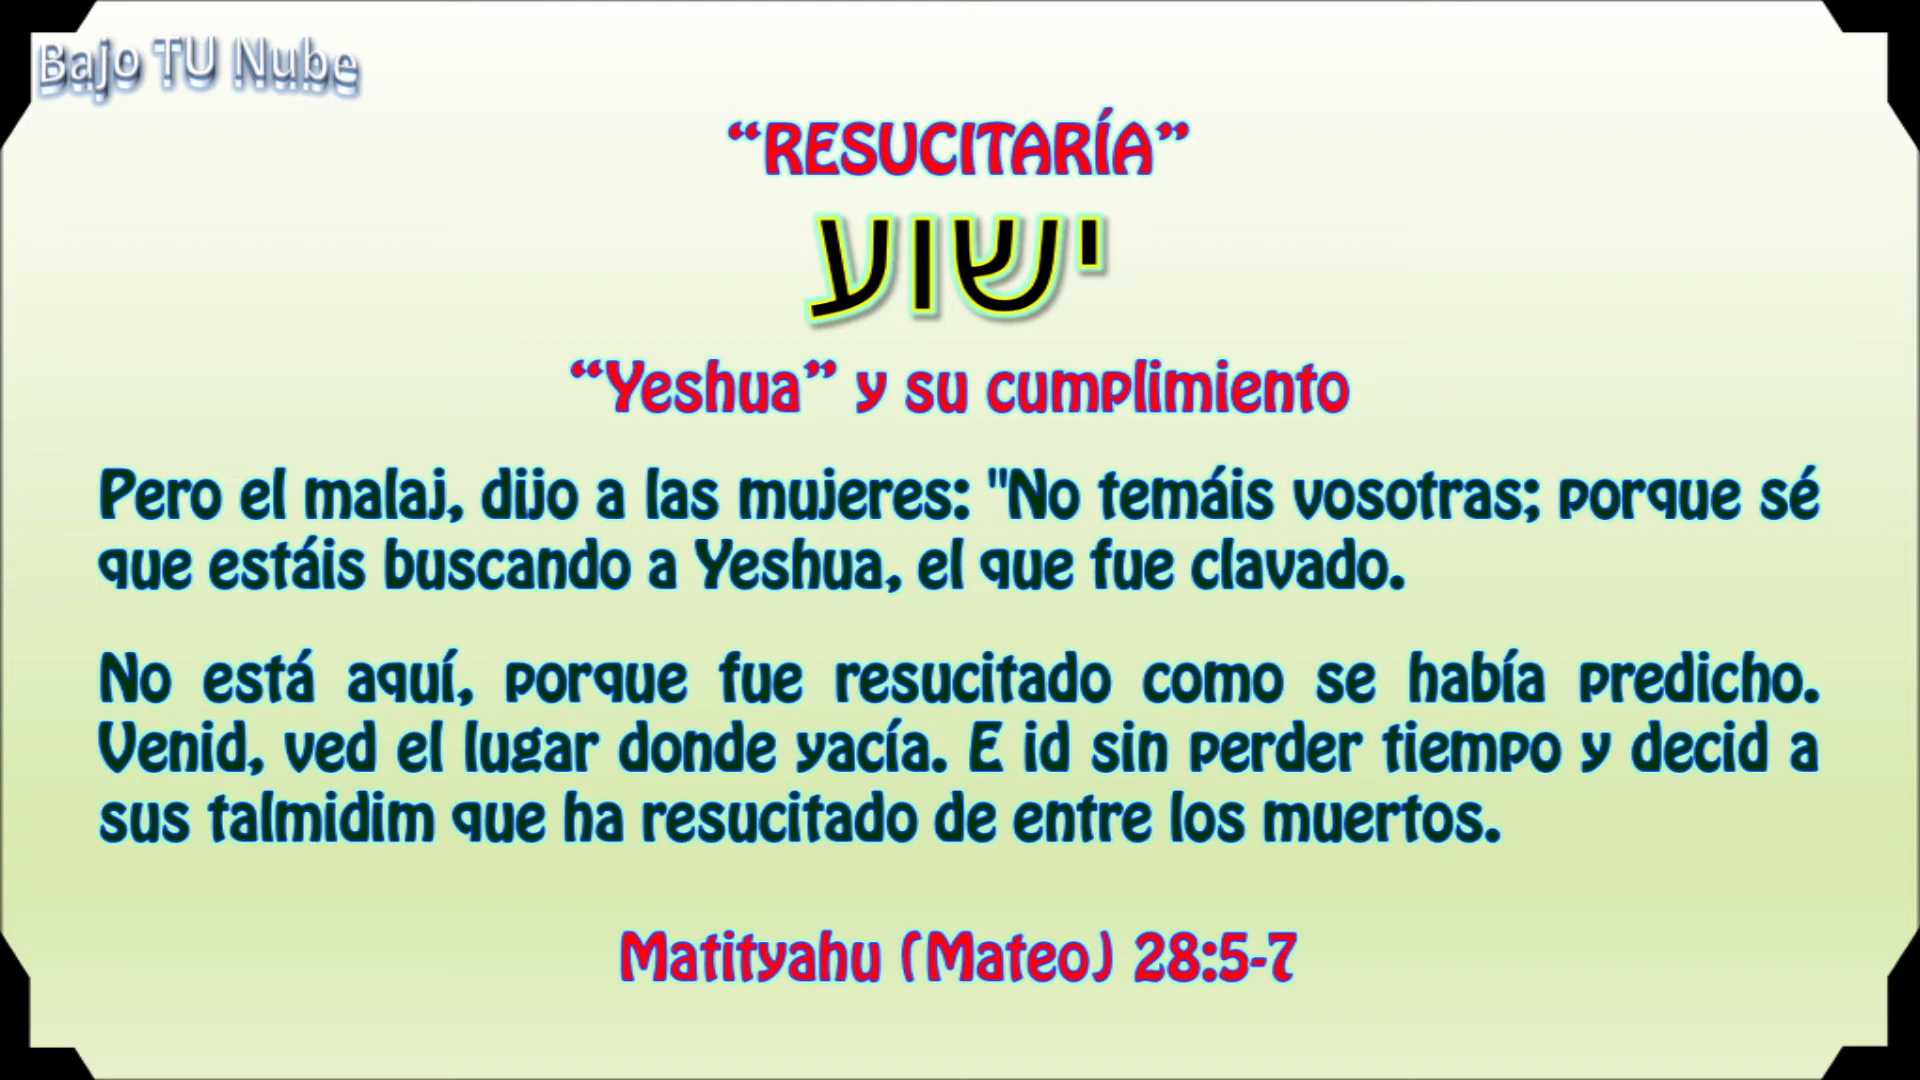 Bajo TU Nube
“RESUCITARÍA”
ישוע
“Yeshua” y su cumplimiento
Pero el malaj, dijo a las mujeres: "No temáis vosotras; porque sé
que estáis buscando a Yeshua, el que fue clavado.
No está aquí, porque fue resucitado como se había predicho.
Venid, ved el lugar donde yacía. E id sin perder tiempo y decid a
sus talmidim que ha resucitado de entre los muertos.
Matityahu (Mateo) 28:5-7